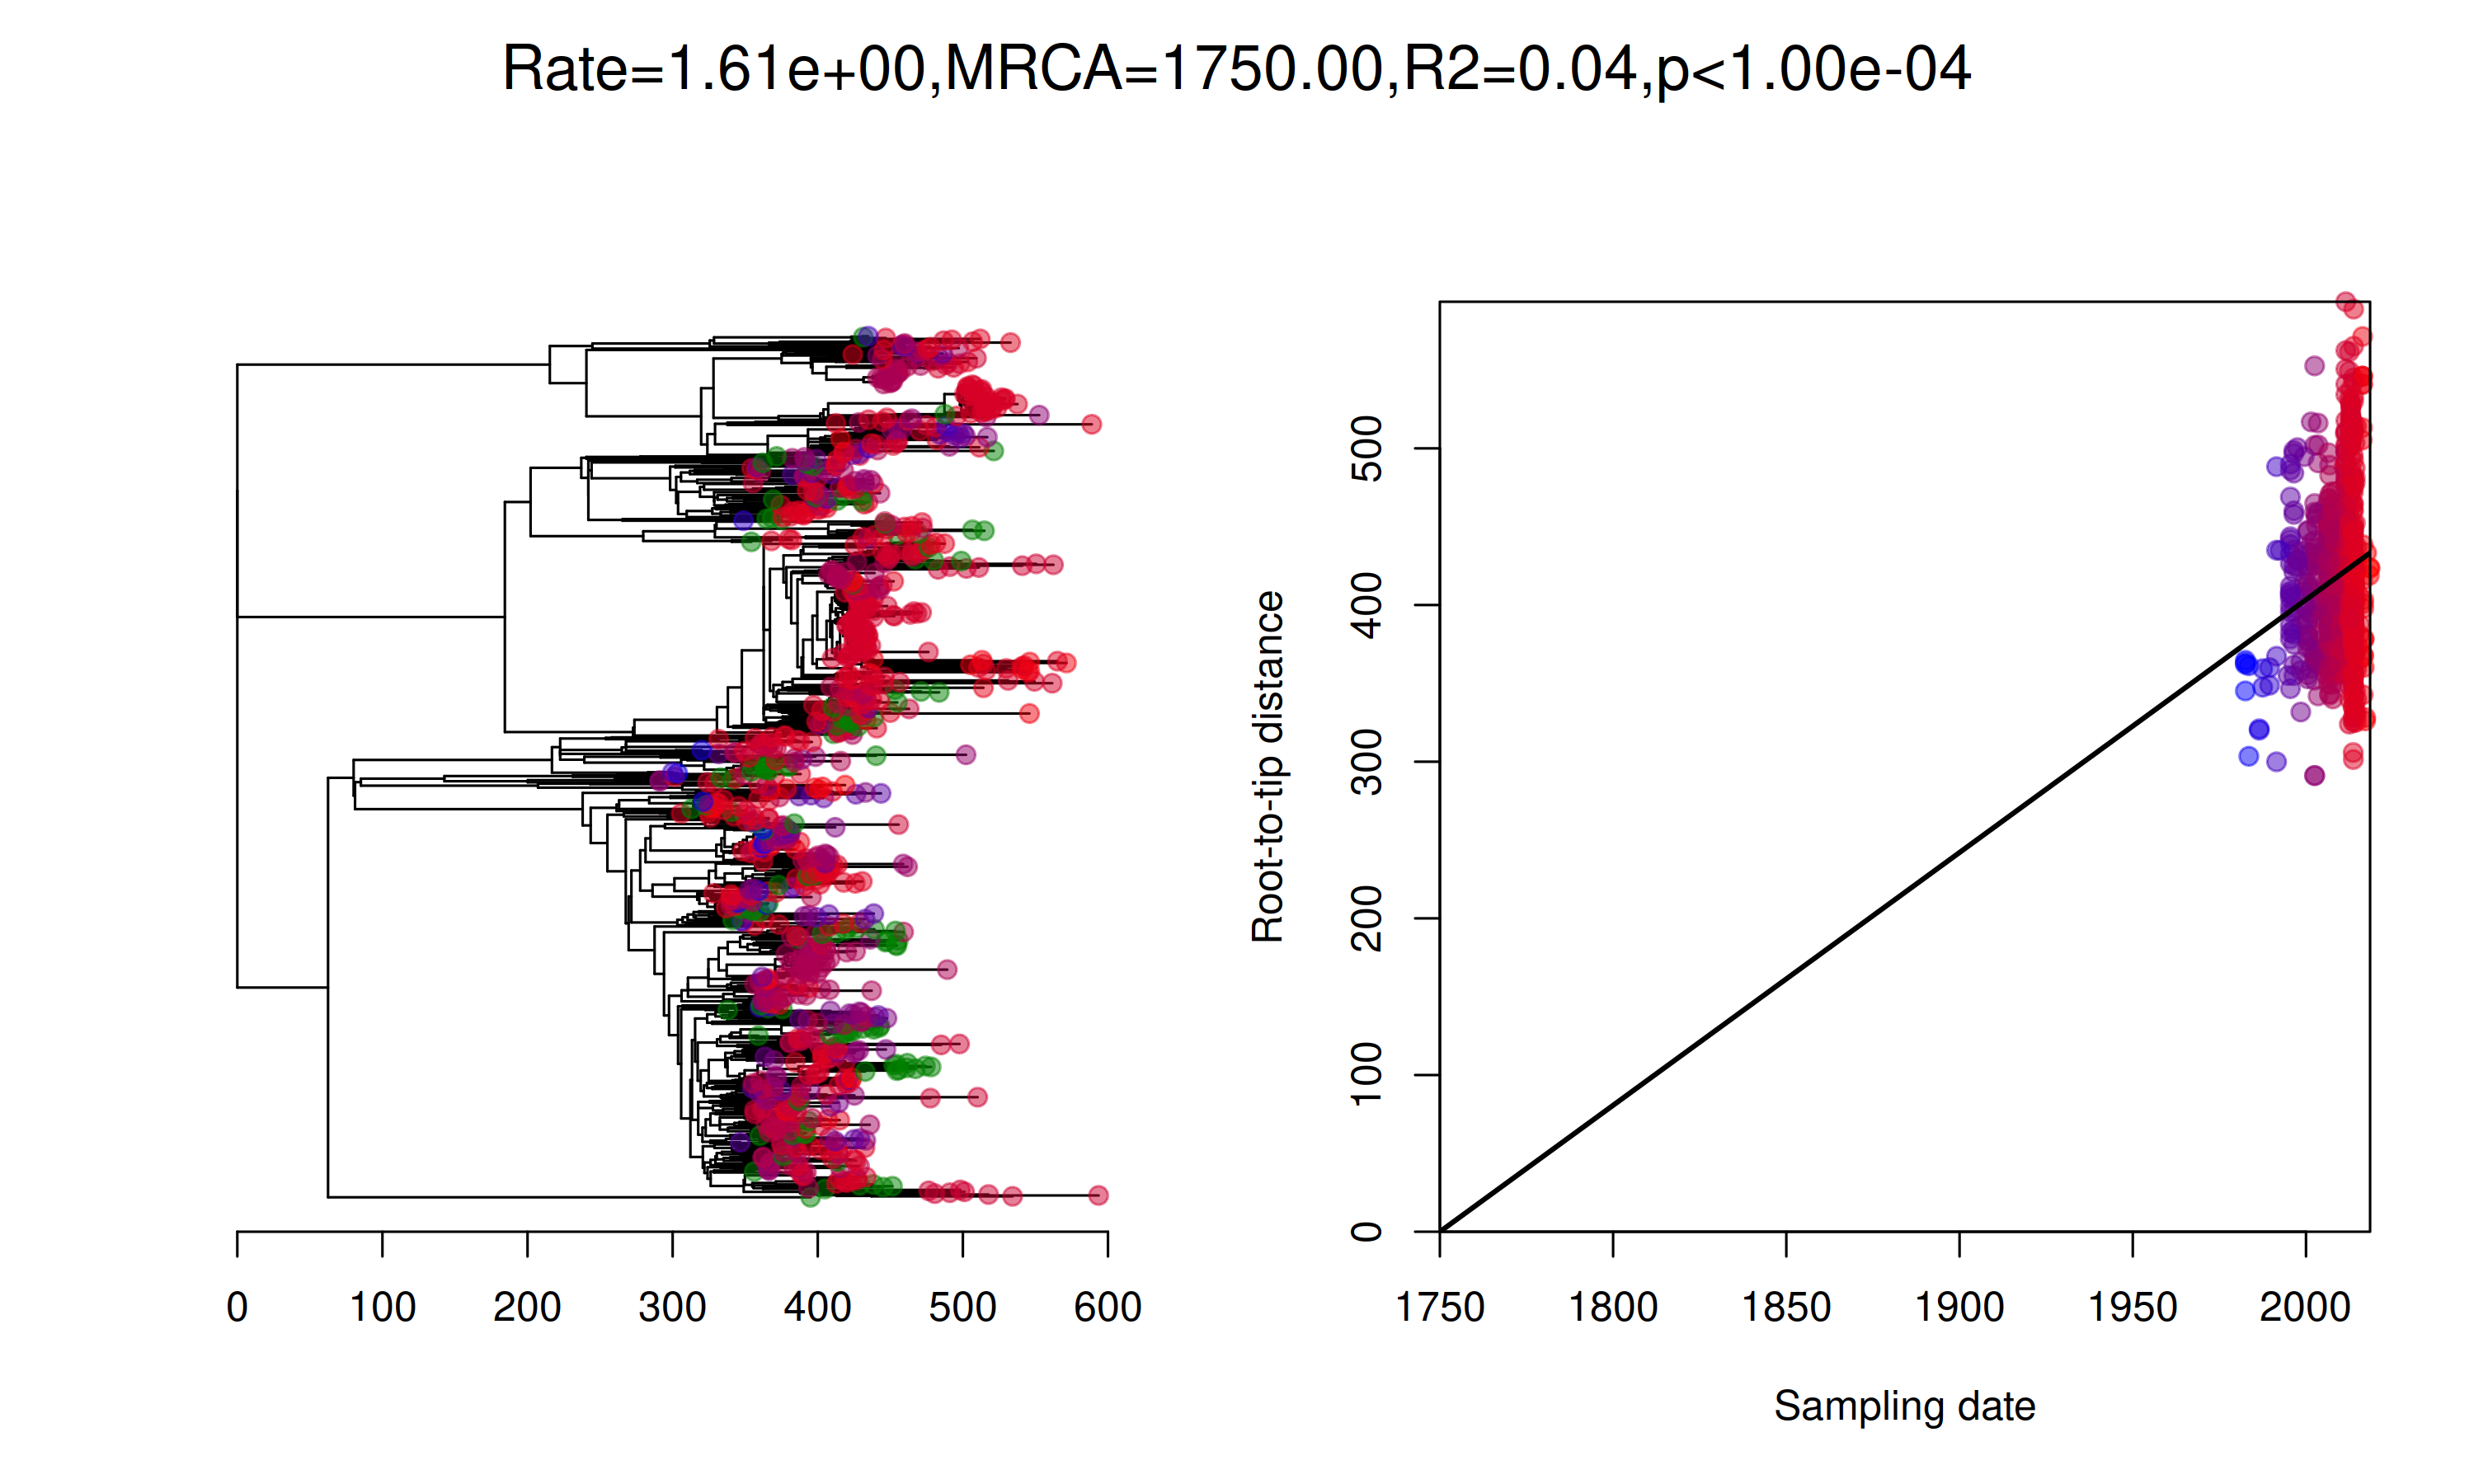 Rate=1.61e+00,MRCA=1750.00,R2=0.04,p<1.00e-04
0 100 200 300 400 500 600
Root-to-tip distance
0 100 200 300 400 500
1750 1800 1850 1900 1950 2000
Sampling date